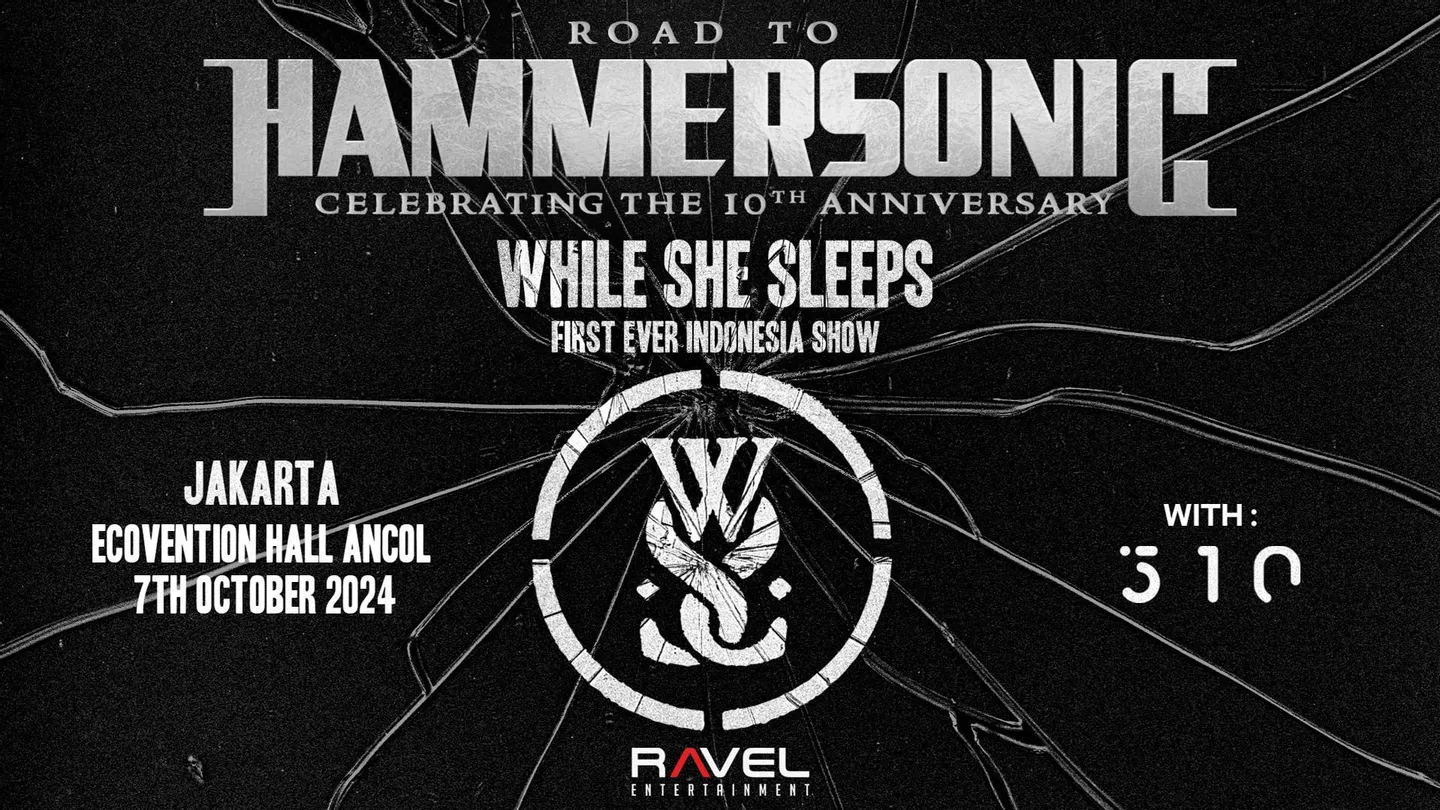 ROAD TO
HAMMERSONIC
CELEBRATING THE 10TH ANNIVERSARY
WHILE SHE SLEEPS
FIRST EVER INDONESIA SHOW
JAKARTA
ECOVENTION HALL ANCOL
7TH OCTOBER 2024
WITH :
510
RAVEL
ENTERTAINMENT